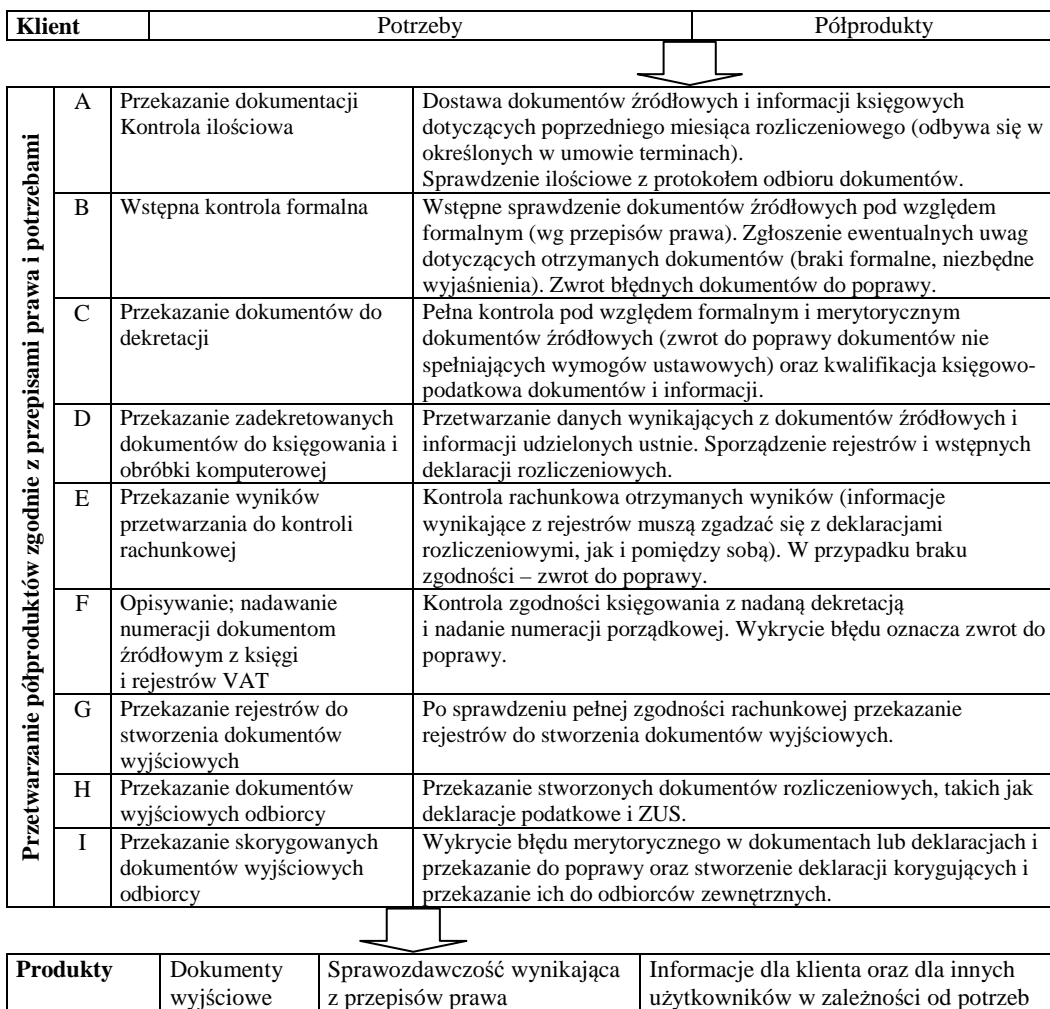 Klient Potrzeby Półprodukty
Przetwarzanie półproduktów zgodnie z przepisami prawa i potrzebami
A Przekazanie dokumentacji Dostawa dokumentów źródłowych i informacji księgowych
Kontrola ilościowa dotyczących poprzedniego miesiąca rozliczeniowego (odbywa się w
określonych w umowie terminach).
Sprawdzenie ilościowe z protokołem odbioru dokumentów.
B Wstępna kontrola formalna Wstępne sprawdzenie dokumentów źródłowych pod względem
formalnym (wg przepisów prawa). Zgłoszenie ewentualnych uwag
dotyczących otrzymanych dokumentów (braki formalne, niezbędne
wyjaśnienia). Zwrot błędnych dokumentów do poprawy.
C Przekazanie dokumentów do Pełna kontrola pod względem formalnym i merytorycznym
dekretacji dokumentów źródłowych (zwrot do poprawy dokumentów nie
spełniających wymogów ustawowych) oraz kwalifikacja księgowo-
podatkowa dokumentów i informacji.
D Przekazanie zadekretowanych Przetwarzanie danych wynikających z dokumentów źródłowych i
dokumentów do księgowania i informacji udzielonych ustnie. Sporządzenie rejestrów i wstępnych
obróbki komputerowej deklaracji rozliczeniowych.
E Przekazanie wyników Kontrola rachunkowa otrzymanych wyników (informacje
przetwarzania do kontroli wynikające z rejestrów muszą zgadzać się z deklaracjami
rachunkowej rozliczeniowymi, jak i pomiędzy sobą). W przypadku braku
zgodności – zwrot do poprawy.
F Opisywanie; nadawanie Kontrola zgodności księgowania z nadaną dekretacją
numeracji dokumentom i nadanie numeracji porządkowej. Wykrycie błędu oznacza zwrot do
źródłowym z księgi poprawy.
i rejestrów VAT
G Przekazanie rejestrów do Po sprawdzeniu pełnej zgodności rachunkowej przekazanie
stworzenia dokumentów rejestrów do stworzenia dokumentów wyjściowych.
wyjściowych
H Przekazanie dokumentów Przekazanie stworzonych dokumentów rozliczeniowych, takich jak
wyjściowych odbiorcy deklaracje podatkowe i ZUS.
I Przekazanie skorygowanych Wykrycie błędu merytorycznego w dokumentach lub deklaracjach i
dokumentów wyjściowych przekazanie do poprawy oraz stworzenie deklaracji korygujących i
odbiorcy przekazanie ich do odbiorców zewnętrznych.
Produkty Dokumenty Sprawozdawczość wynikająca Informacje dla klienta oraz dla innych
wyjściowe z przepisów prawa użytkowników w zależności od potrzeb